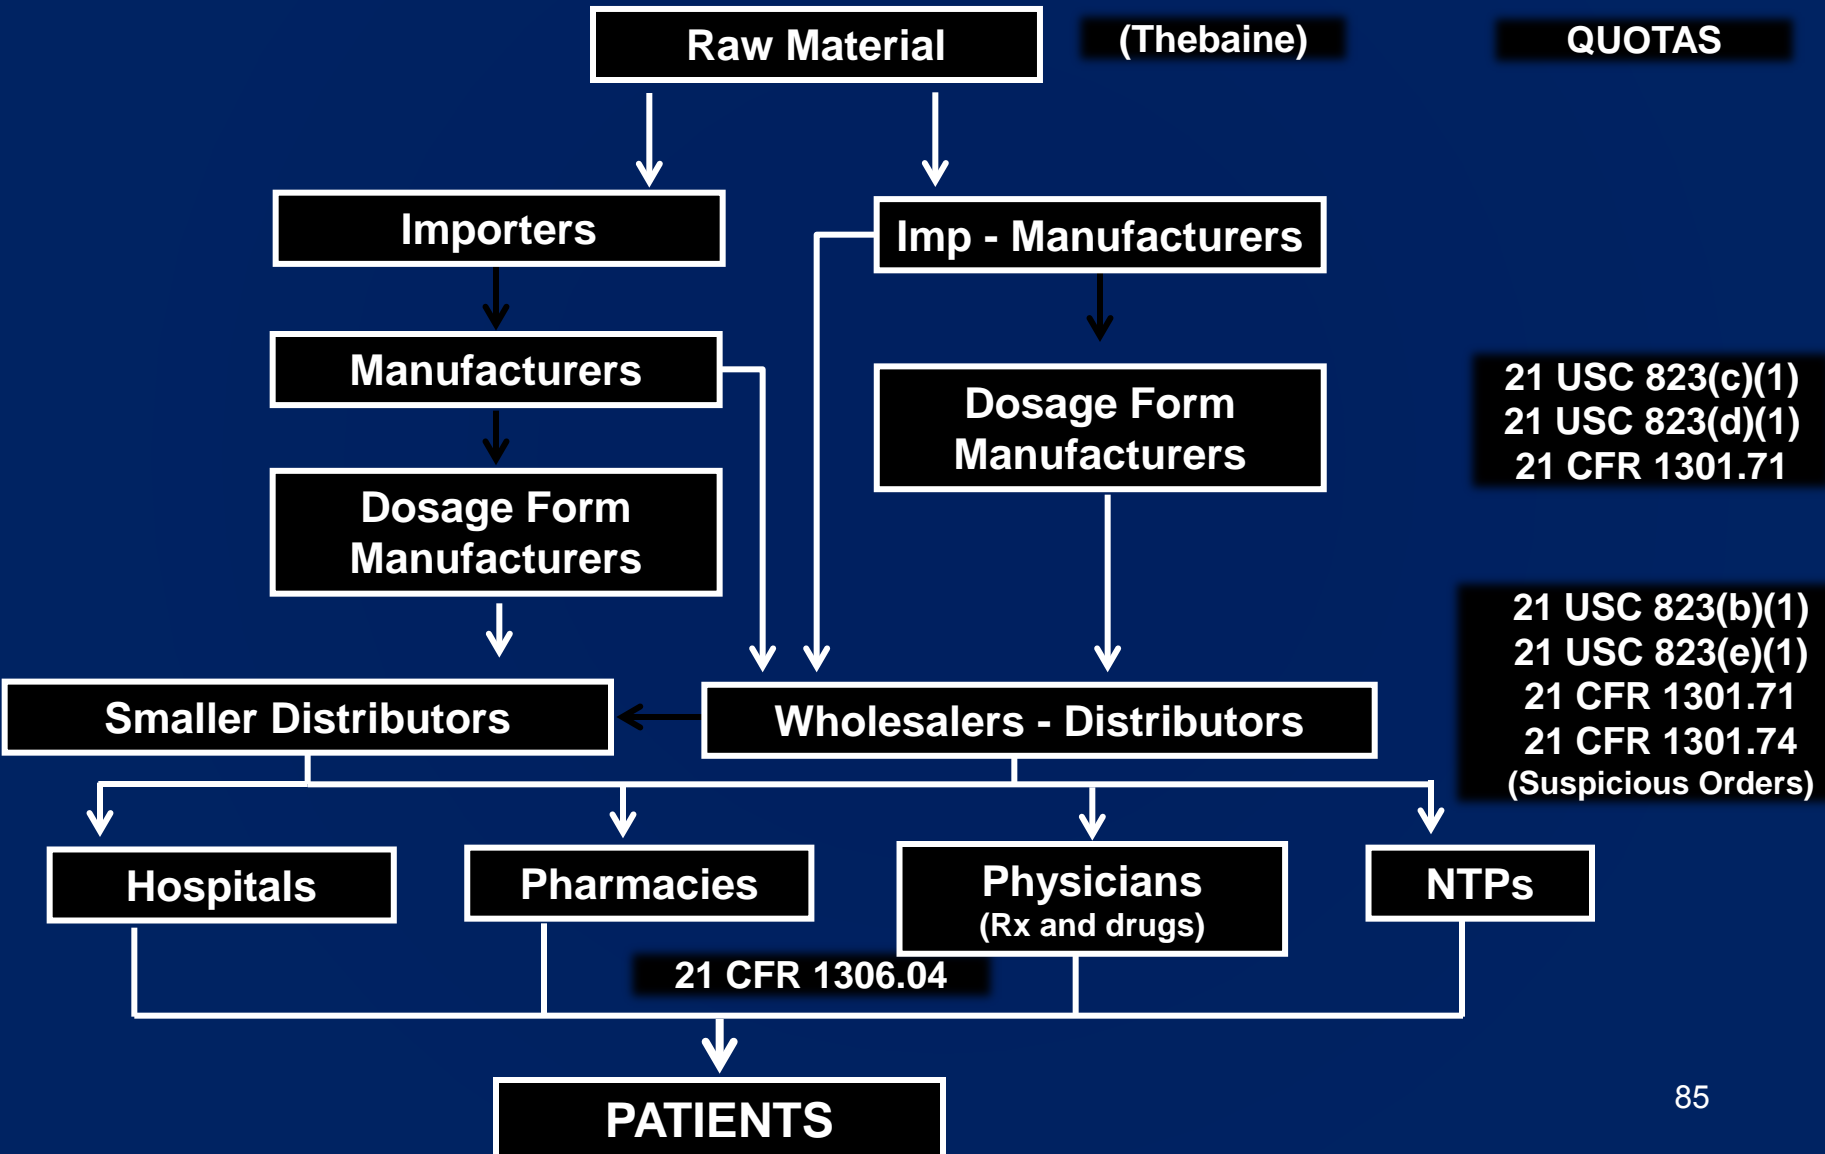 Raw Material
(Thebaine)
QUOTAS
Importers
Imp - Manufacturers
Manufacturers
Dosage Form
Manufacturers
21 USC 823(c)(1)
21 USC 823(d)(1)
21 CFR 1301.71
Dosage Form
Manufacturers
21 USC 823(b)(1)
21 USC 823(e)(1)
21 CFR 1301.71
21 CFR 1301.74
(Suspicious Orders)
Smaller Distributors
Wholesalers - Distributors
Hospitals
Pharmacies
Physicians
(Rx and drugs)
NTPs
21 CFR 1306.04
PATIENTS
85